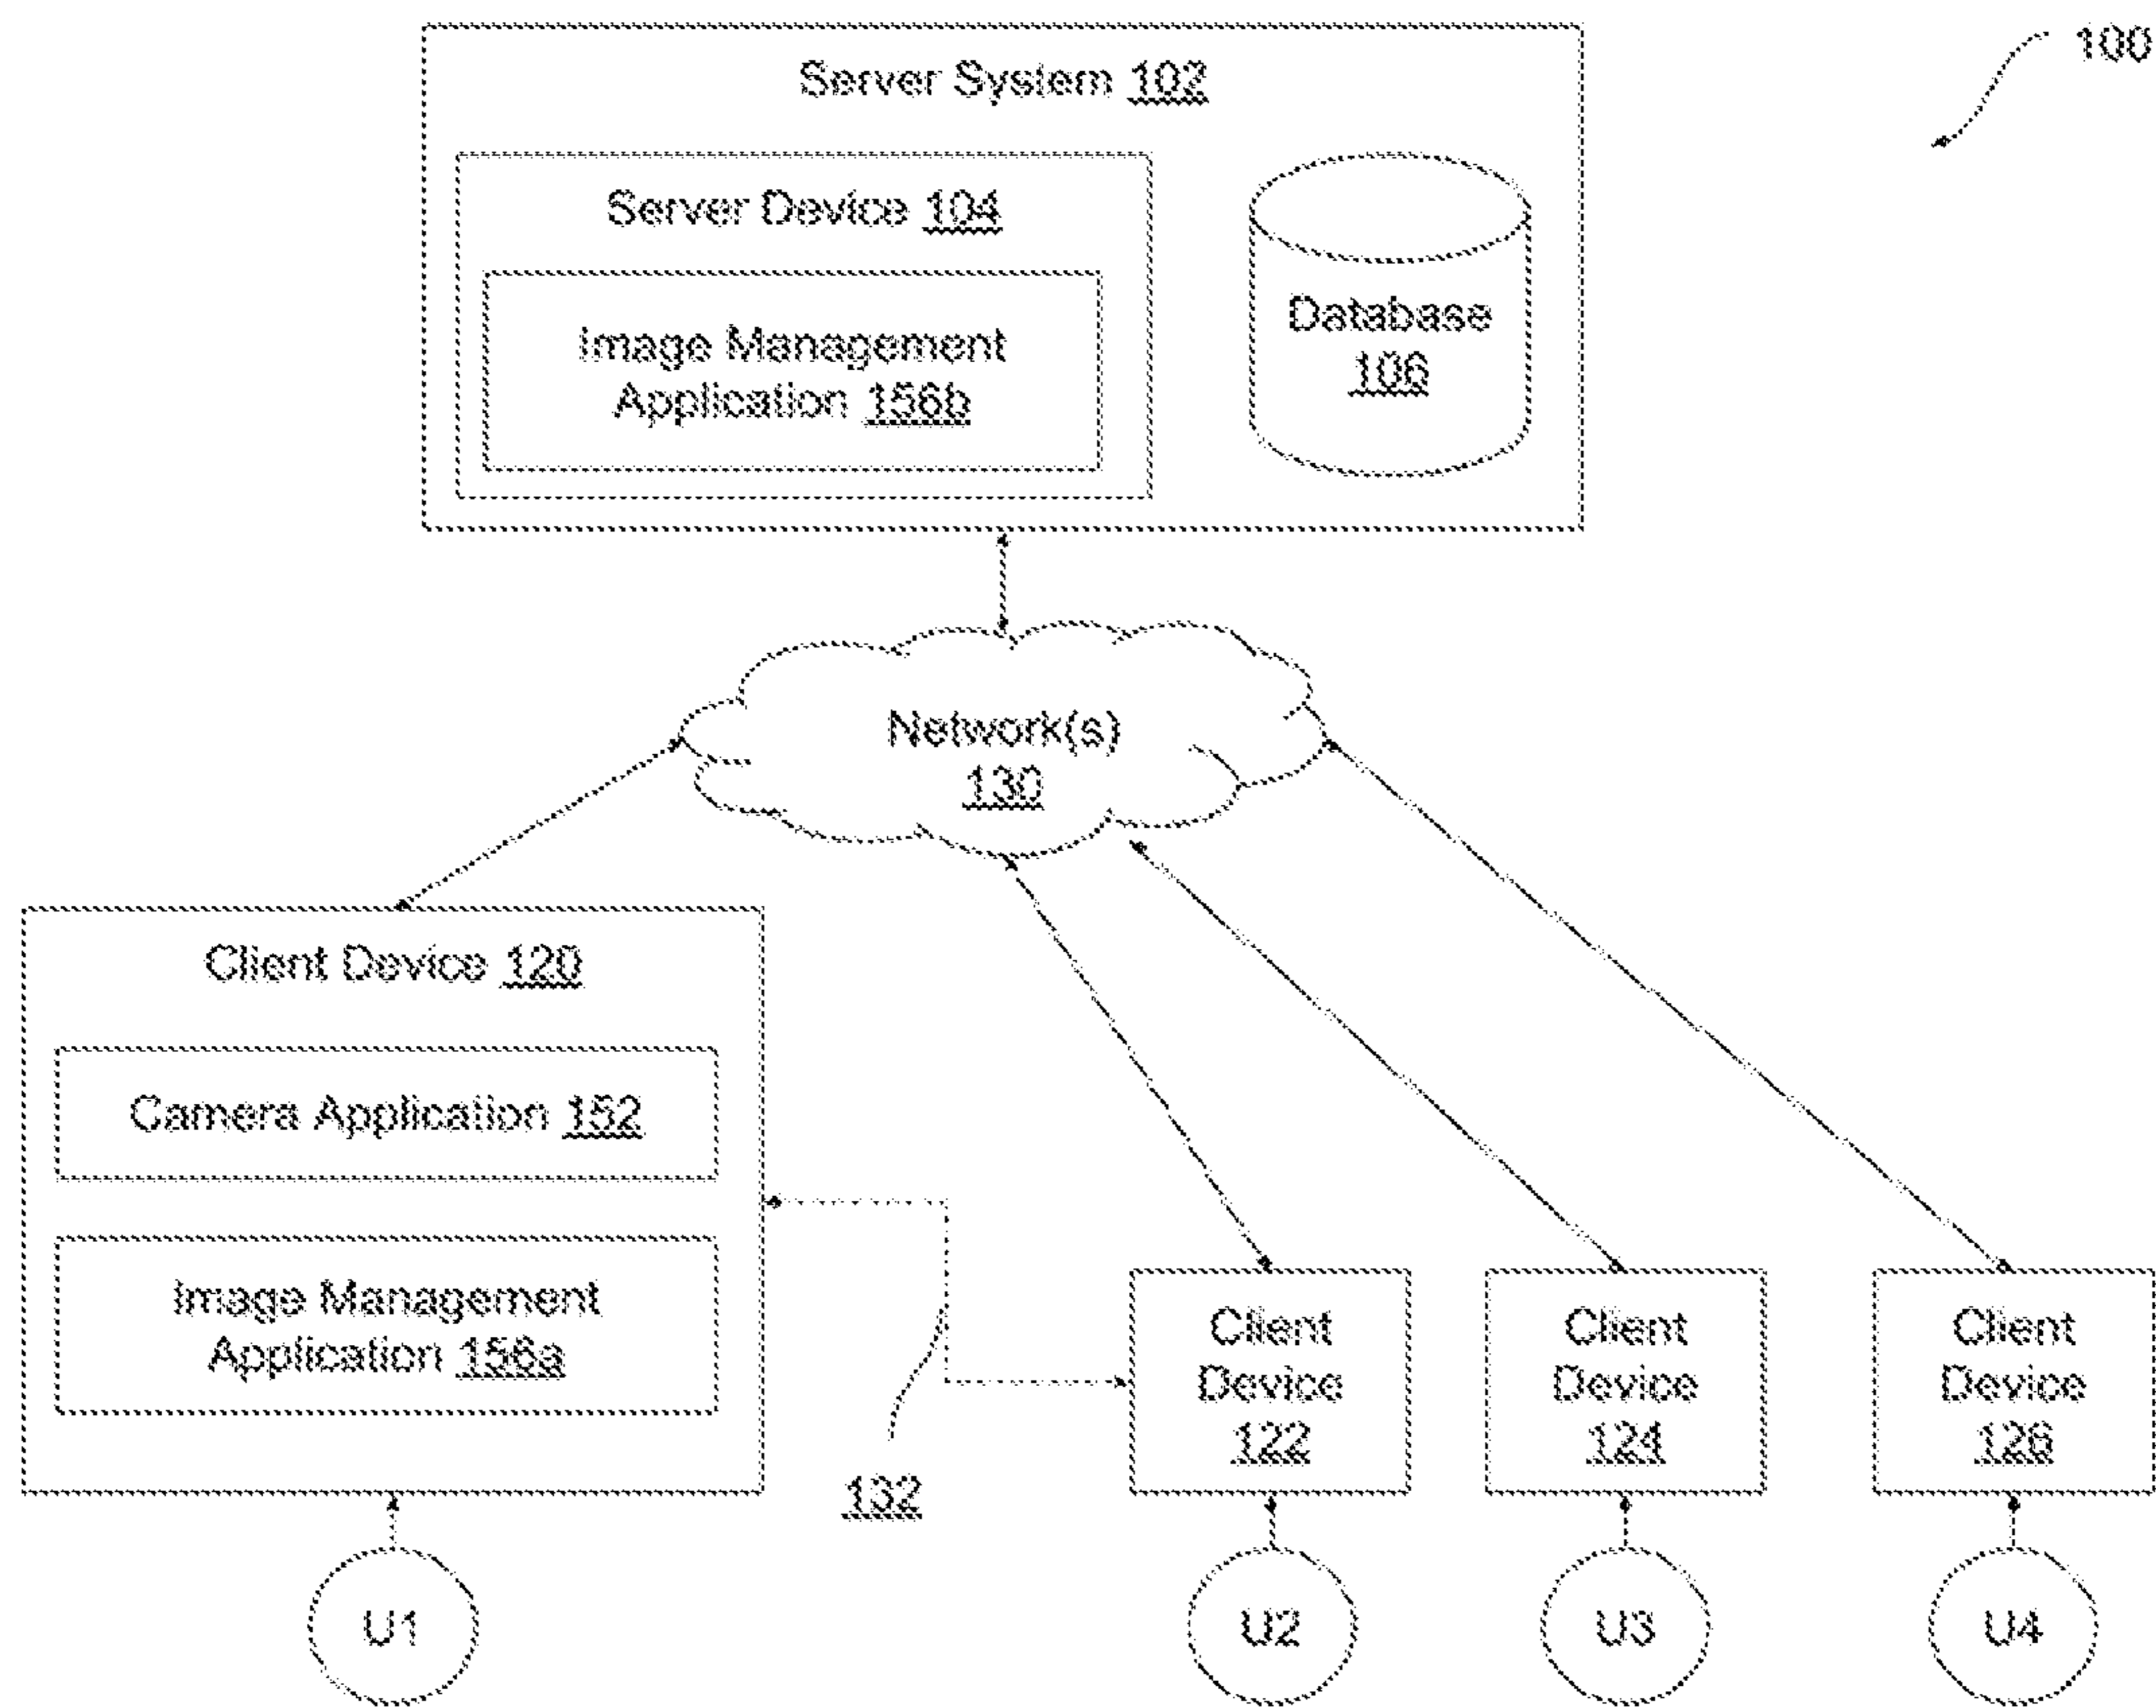 100
Server System 102
Server Device 104
Image Management
Application 156b
Database
106
Network(s)
130
Client Device 120
Camera Application 152
Image Management
Application 156a
132
Client
Device
122
Client
Device
124
Client
Device
126
U1
U2
U3
U4